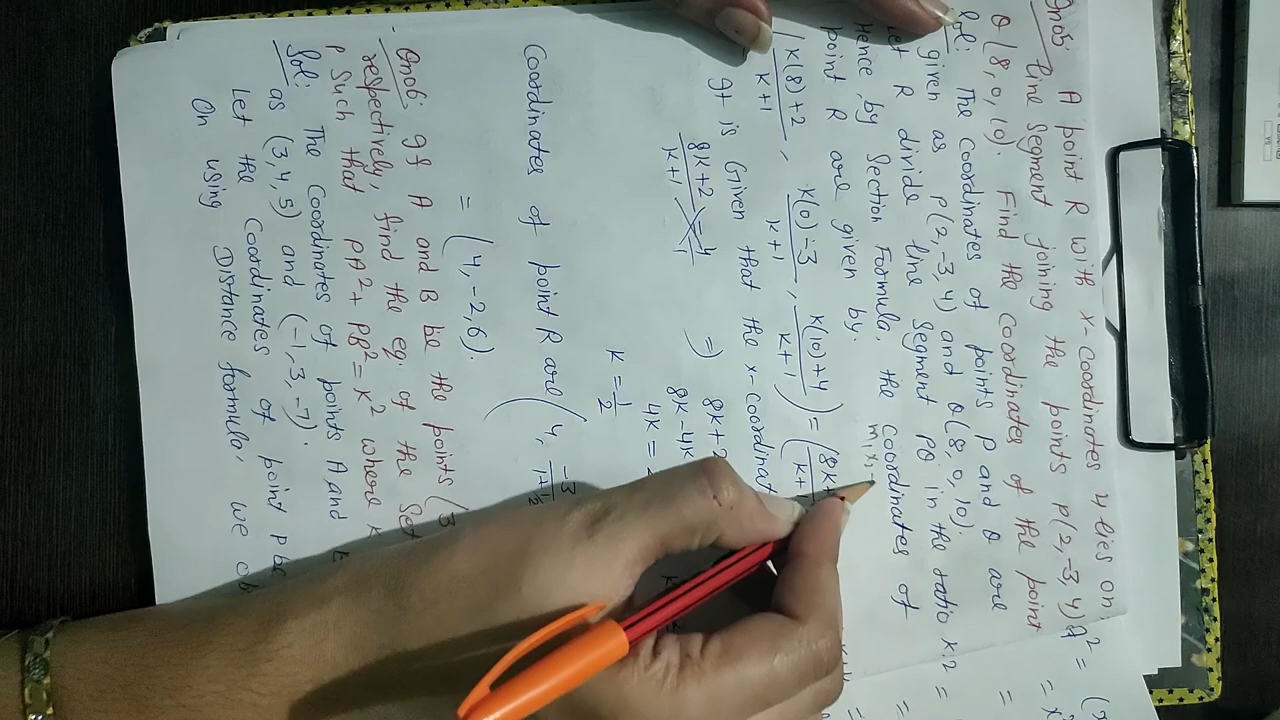 Qno5: A point R with x-coordinates 4 lies on
line segment joining the points P(2,-3,4)
Q(8,0,10). Find the coordinates of the point
Sol: The coordinates of points P and Q are
given as P(2,-3,4) and Q(8,0,10)
Let R divide line segment PQ in the ratio K:2
Hence by Section Formula, the coordinates of
m1x2
point R are given by.
(K(8)+2/K+1, K(0)-3/K+1, K(10)+4/K+1) = (8K+
It is Given that the x-coordinat
8K+2/K+1 = 4/1 => 8K+2
8K-4K
4K =
K = 1/2
Coordinates of point R are (4, -3/1+1/2
= (4,-2,6).
Qno6: If A and B be the points (3
respectively, find the eq. of the Set
P Such that PA²+PB²=K² where K
Sol: The Coordinates of points A and
as (3,4,5) and (-1,-3,-7).
Let the Coordinates of point P be
On using Distance formula, we ob